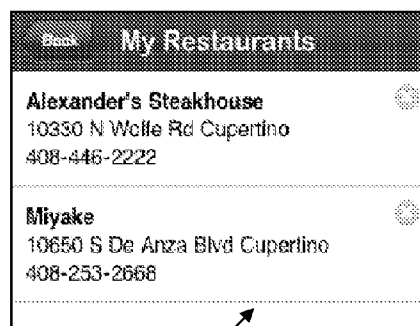 Back
My Restaurants
Alexander's Steakhouse
10330 N Wolfe Rd Cupertino
408-446-2222
Miyake
10650 S De Anza Blvd Cupertino
408-253-2668